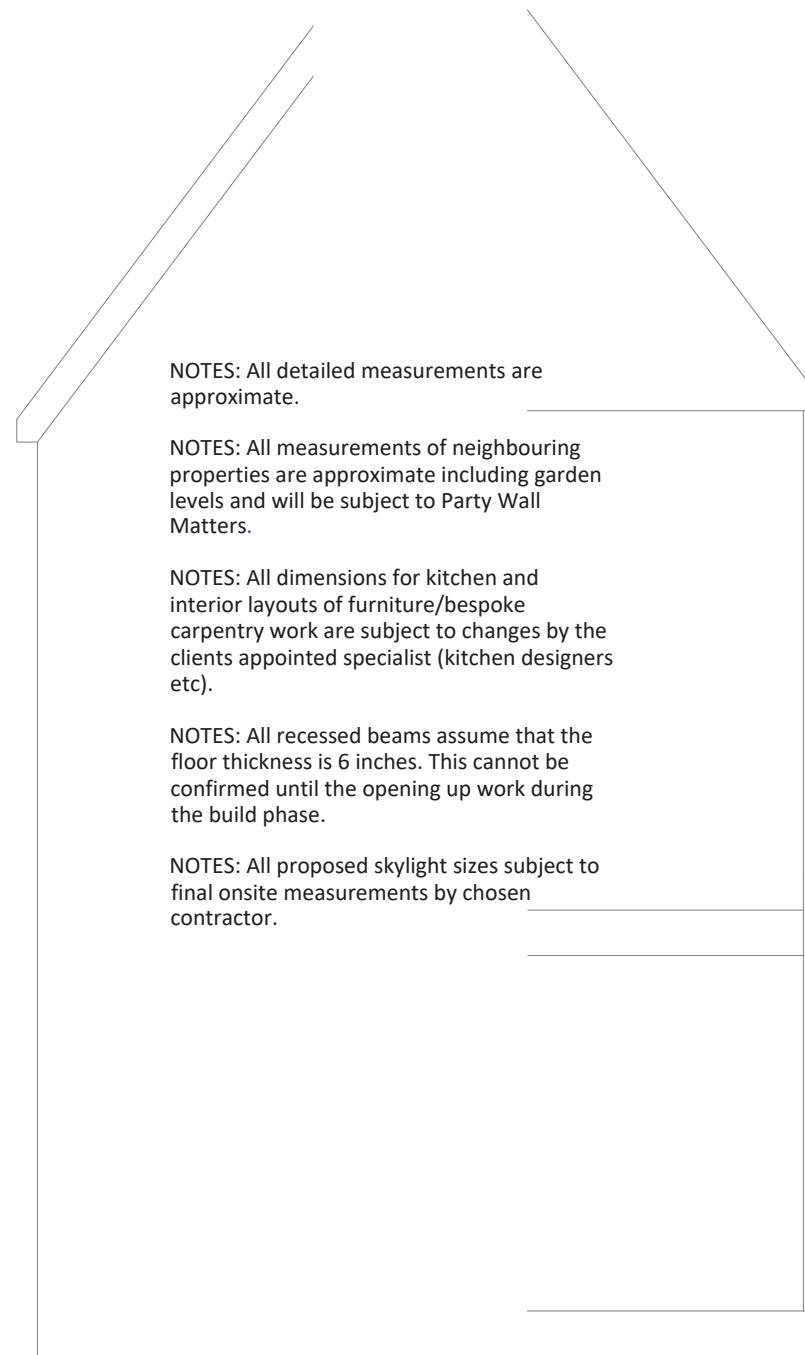 NOTES: All detailed measurements are
approximate.
NOTES: All measurements of neighbouring
properties are approximate including garden
levels and will be subject to Party Wall
Matters.
NOTES: All dimensions for kitchen and
interior layouts of furniture/bespoke
carpentry work are subject to changes by the
clients appointed specialist (kitchen designers
etc).
NOTES: All recessed beams assume that the
floor thickness is 6 inches. This cannot be
confirmed until the opening up work during
the build phase.
NOTES: All proposed skylight sizes subject to
final onsite measurements by chosen
contractor.